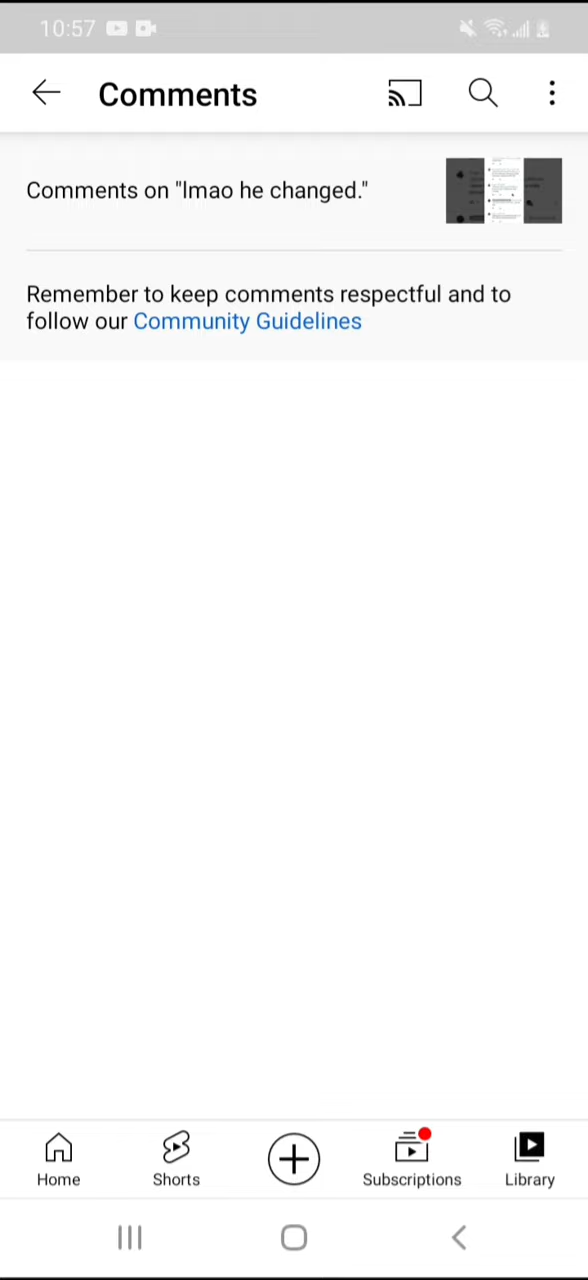 10:57
Comments
Comments on "lmao he changed."
Remember to keep comments respectful and to
follow our Community Guidelines
Home
Shorts
Subscriptions
Library